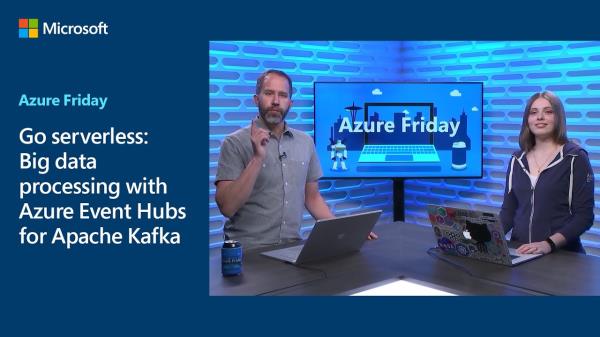 Microsoft
Azure Friday
Go serverless:
Big data
processing with
Azure Event Hubs
for Apache Kafka
Azure Friday